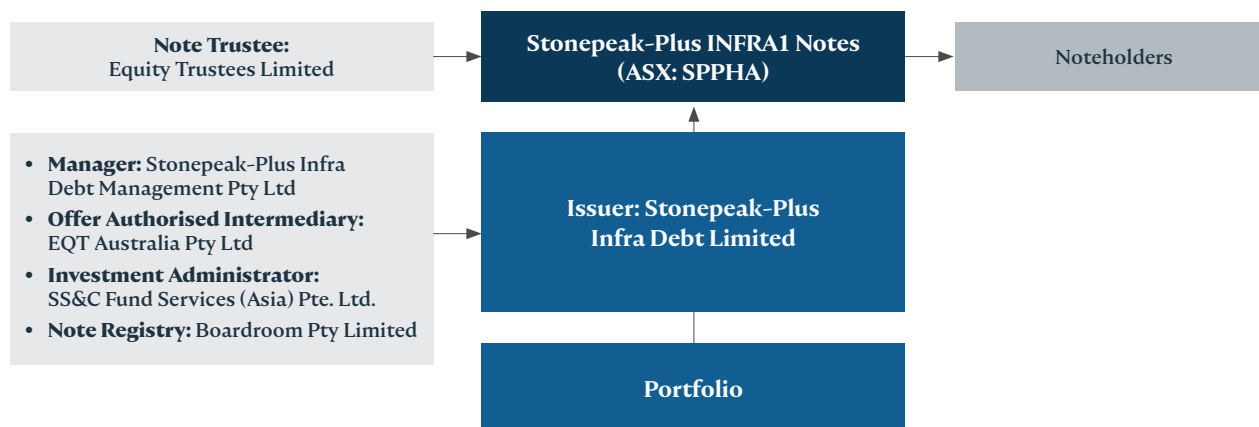 Note Trustee:
Equity Trustees Limited
Stonepeak-Plus INFRA1 Notes
(ASX: SPPHA)
Noteholders
• Manager: Stonepeak-Plus Infra
Debt Management Pty Ltd
• Offer Authorised Intermediary:
EQT Australia Pty Ltd
• Investment Administrator:
SS&C Fund Services (Asia) Pte. Ltd.
• Note Registry: Boardroom Pty Limited
Issuer: Stonepeak-Plus
Infra Debt Limited
Portfolio